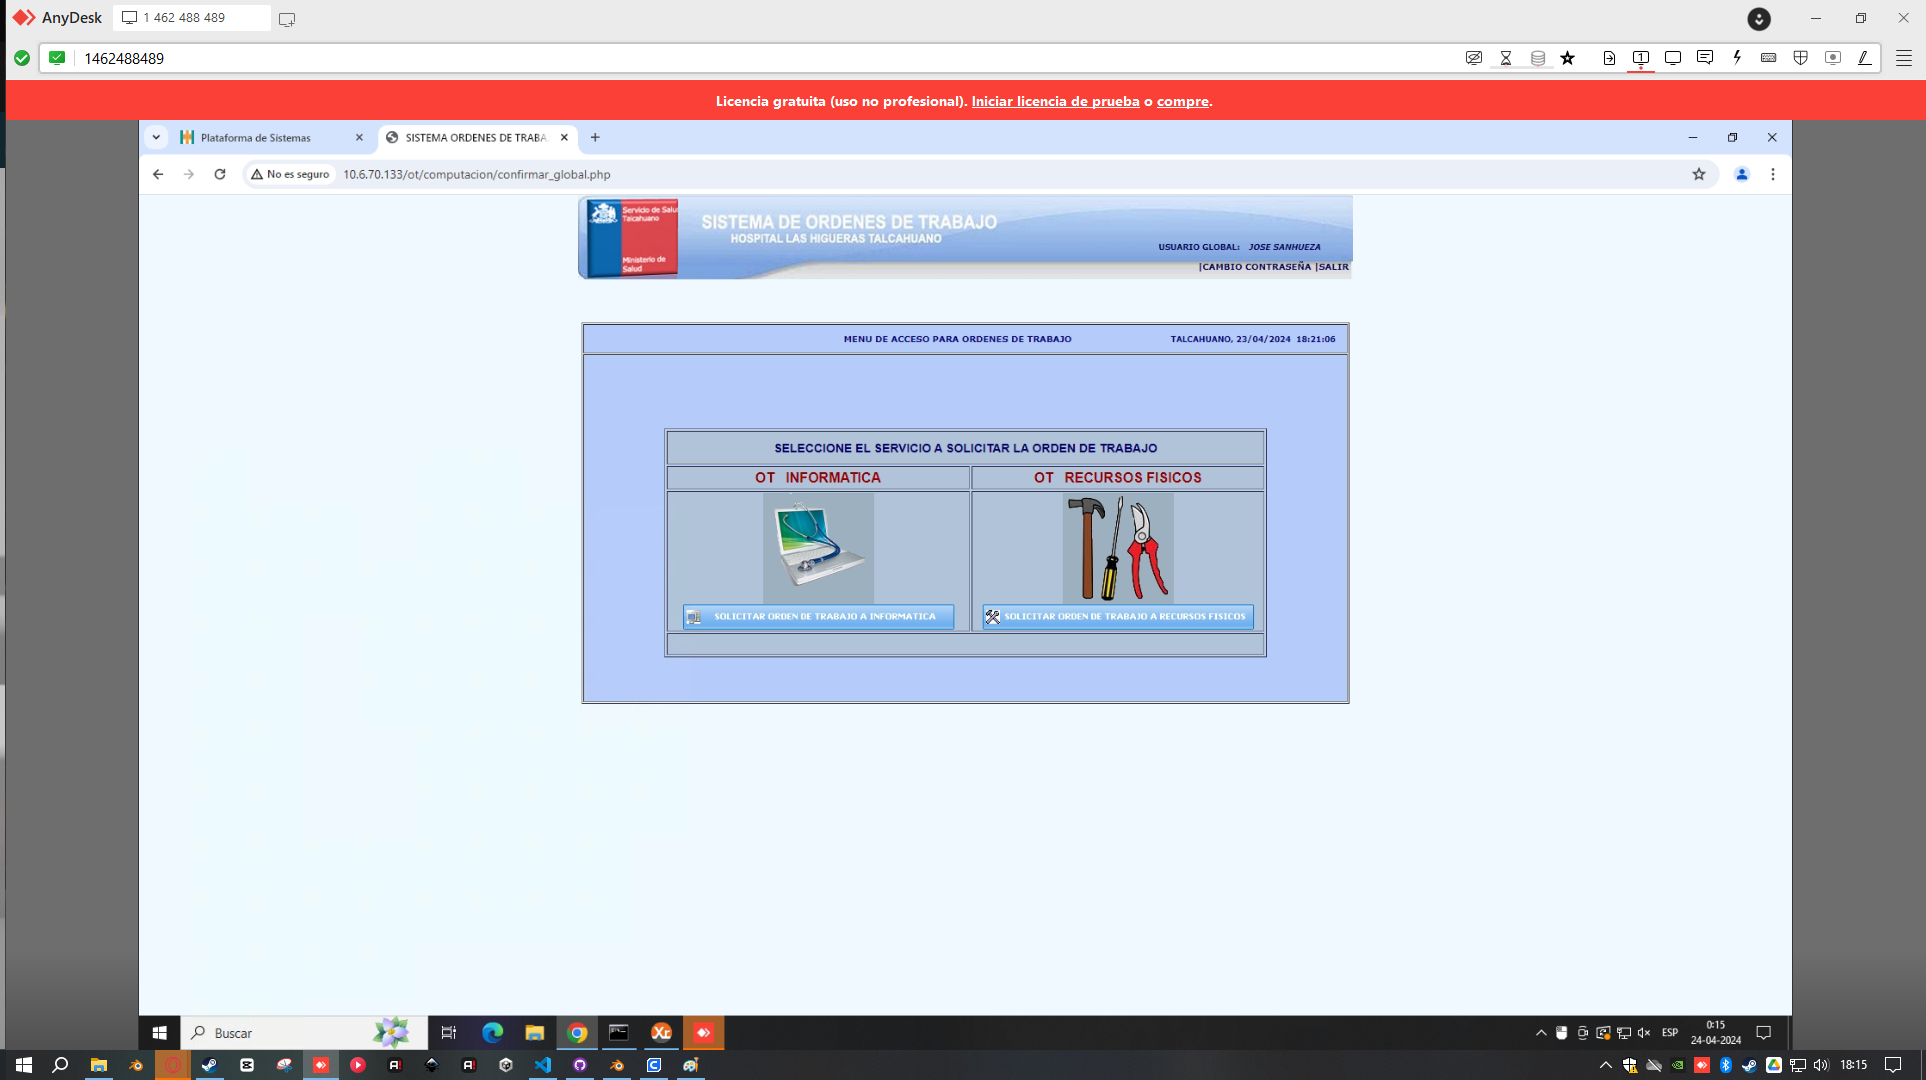 AnyDesk
1 462 488 489
1462488489
Licencia gratuita (uso no profesional). Iniciar licencia de prueba o compre.
Plataforma de Sistemas
SISTEMA ORDENES DE TRABA
No es seguro
10.6.70.133/ot/computacion/confirmar_global.php
Servicio de Salu
Talcahuano
Ministerio de
Salud
SISTEMA DE ORDENES DE TRABAJO
HOSPITAL LAS HIGUERAS TALCAHUANO
USUARIO GLOBAL: JOSE SANHUEZA
|CAMBIO CONTRASEÑA |SALIR
MENU DE ACCESO PARA ORDENES DE TRABAJO
TALCAHUANO, 23/04/2024 18:21:06
SELECCIONE EL SERVICIO A SOLICITAR LA ORDEN DE TRABAJO
OT INFORMATICA
OT RECURSOS FISICOS
SOLICITAR ORDEN DE TRABAJO A INFORMATICA
SOLICITAR ORDEN DE TRABAJO A RECURSOS FISICOS
Buscar
ESP
0:15
24-04-2024
18:15